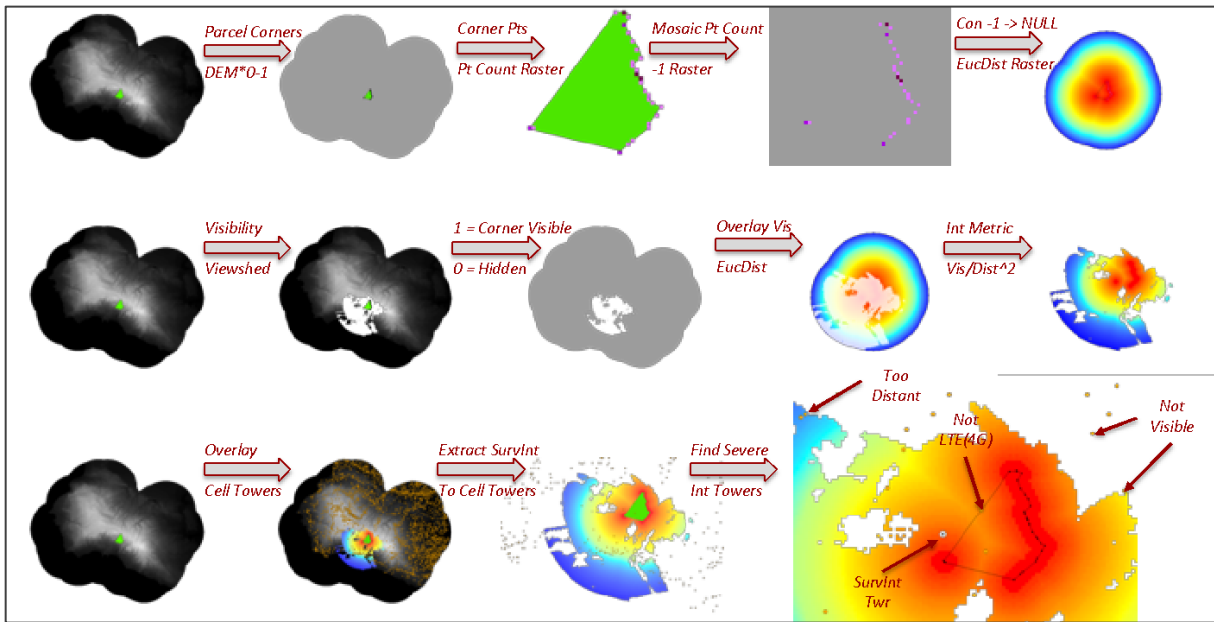 Parcel Corners
DEM*0-1
Corner Pts
Pt Count Raster
Mosaic Pt Count
-1 Raster
Con -1 -> NULL
EucDist Raster
Visibility
Viewshed
1 = Corner Visible
0 = Hidden
Overlay Vis
EucDist
Int Metric
Vis/Dist^2
Overlay
Cell Towers
Extract SurvInt
To Cell Towers
Find Severe
Int Towers
Too
Distant
Not
LTE(4G)
Not
Visible
SurvInt
Twr